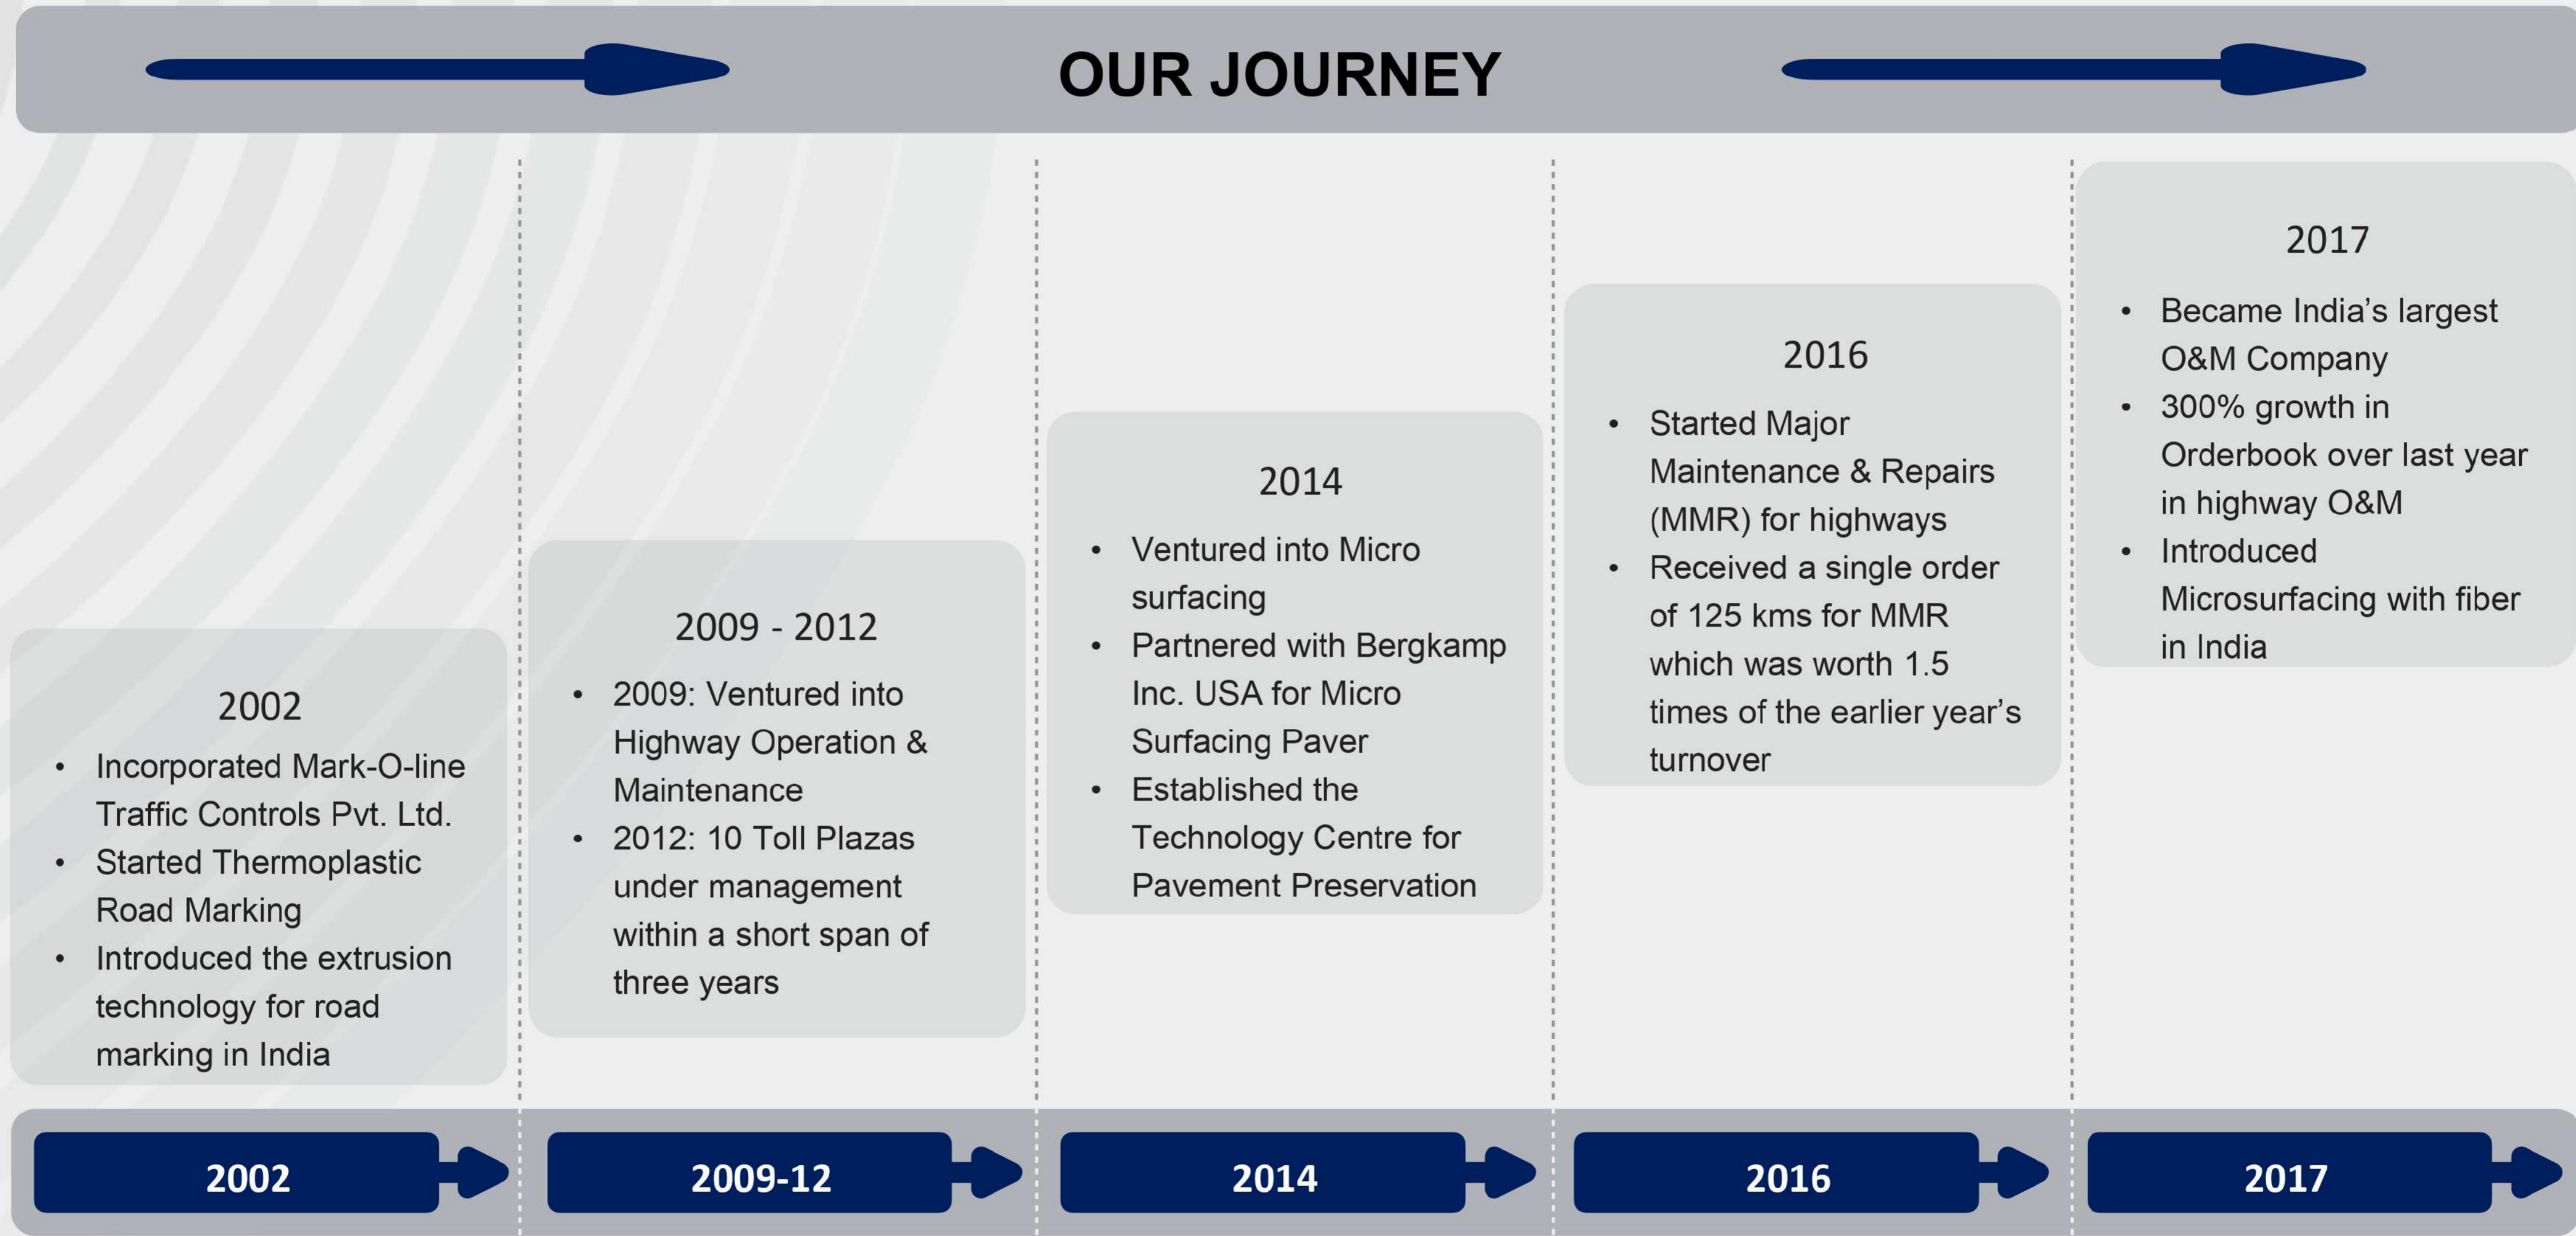 OUR JOURNEY
2002
• Incorporated Mark-O-line
Traffic Controls Pvt. Ltd.
• Started Thermoplastic
Road Marking
• Introduced the extrusion
technology for road
marking in India
2009 - 2012
• 2009: Ventured into
Highway Operation &
Maintenance
• 2012: 10 Toll Plazas
under management
within a short span of
three years
2014
• Ventured into Micro
surfacing
• Partnered with Bergkamp
Inc. USA for Micro
Surfacing Paver
• Established the
Technology Centre for
Pavement Preservation
2016
• Started Major
Maintenance & Repairs
(MMR) for highways
• Received a single order
of 125 kms for MMR
which was worth 1.5
times of the earlier year’s
turnover
2017
• Became India’s largest
O&M Company
• 300% growth in
Orderbook over last year
in highway O&M
• Introduced
Microsurfacing with fiber
in India
2002
2009-12
2014
2016
2017